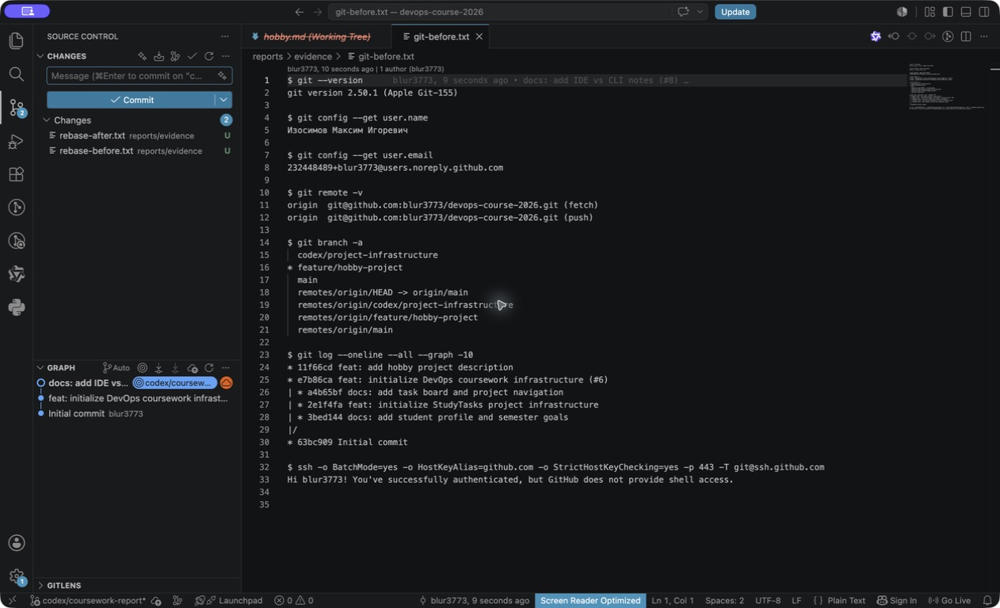 git-before.txt — devops-course-2026
Update
SOURCE CONTROL
hobby.md (Working Tree)
git-before.txt
CHANGES
reports > evidence > git-before.txt
Message (⌘Enter to commit on "c...
Commit
Changes 2
rebase-after.txt reports/evidence U
rebase-before.txt reports/evidence U
2
blur3773, 10 seconds ago | 1 author (blur3773)
1 $ git --version blur3773, 9 seconds ago • docs: add IDE vs CLI notes (#8) …
2 git version 2.50.1 (Apple Git-155)
3
4 $ git config --get user.name
5 Изосимов Максим Игоревич
6
7 $ git config --get user.email
8 232448489+blur3773@users.noreply.github.com
9
10 $ git remote -v
11 origin  git@github.com:blur3773/devops-course-2026.git (fetch)
12 origin  git@github.com:blur3773/devops-course-2026.git (push)
13
14 $ git branch -a
15   codex/project-infrastructure
16 * feature/hobby-project
17   main
18   remotes/origin/HEAD -> origin/main
19   remotes/origin/codex/project-infrastructure
20   remotes/origin/feature/hobby-project
21   remotes/origin/main
22
23 $ git log --oneline --all --graph -10
24 * 11f66cd feat: add hobby project description
25 * e7b86ca feat: initialize DevOps coursework infrastructure (#6)
26 | * a4b65bf docs: add task board and project navigation
27 | * 2e1f4fa feat: initialize StudyTasks project infrastructure
28 | * 3bed144 docs: add student profile and semester goals
29 |/
30 * 63bc909 Initial commit
31
32 $ ssh -o BatchMode=yes -o HostKeyAlias=github.com -o StrictHostKeyChecking=yes -p 443 -T git@ssh.github.com
33 Hi blur3773! You've successfully authenticated, but GitHub does not provide shell access.
34
35
GRAPH Auto
docs: add IDE vs... codex/coursew...
feat: initialize DevOps coursework infrast...
Initial commit blur3773
GITLENS
1
codex/coursework-report* Launchpad 0 0 blur3773, 9 seconds ago Screen Reader Optimized Ln 1, Col 1 Spaces: 2 UTF-8 LF { } Plain Text Sign In Go Live